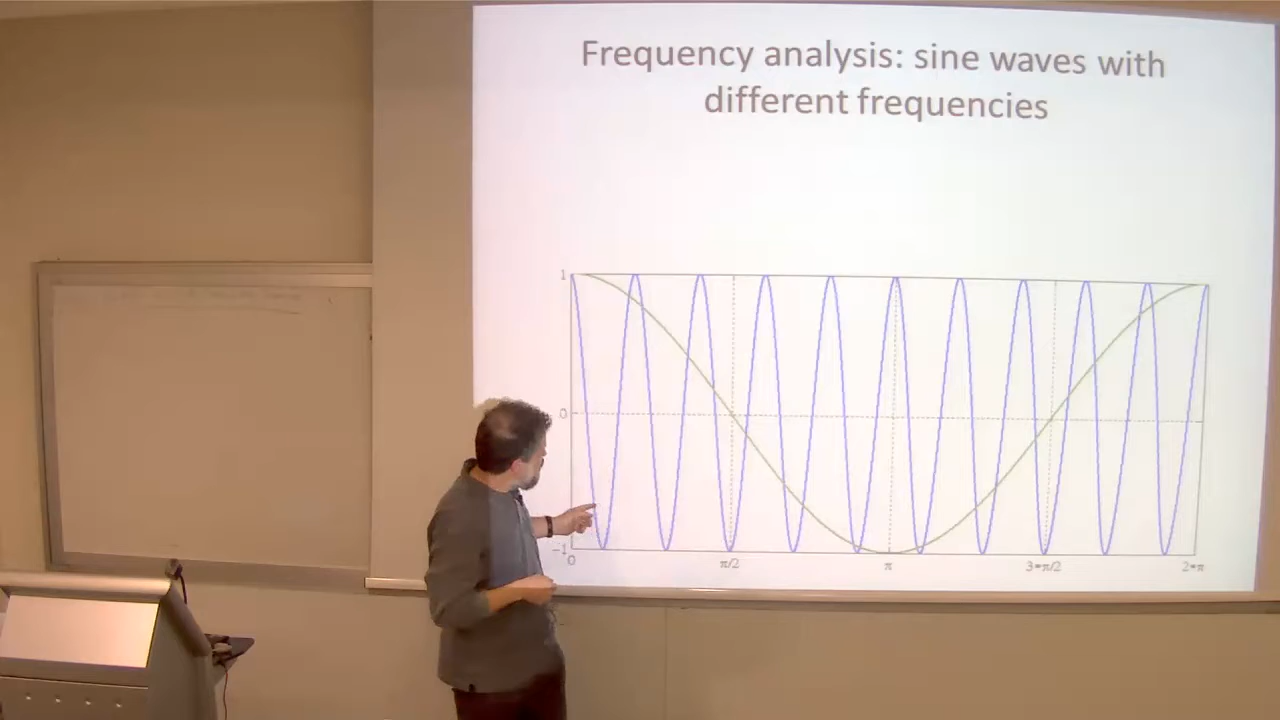 Frequency analysis: sine waves with
different frequencies
1
0
−1
0 π/2 π 3*π/2 2*π